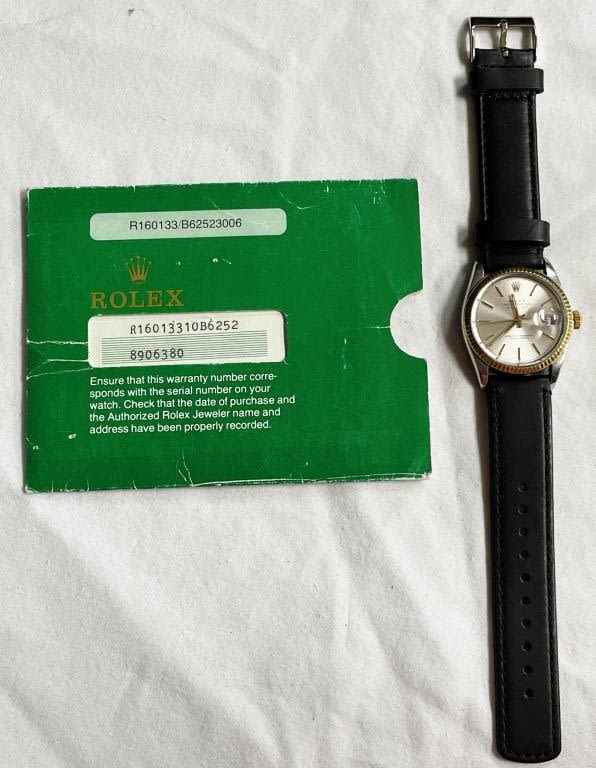 R160133/B62523006
ROLEX
R16013310B6252
8906380
Ensure that this warranty number corre-
sponds with the serial number on your
watch. Check that the date of purchase and
the Authorized Rolex Jeweler name and
address have been properly recorded.